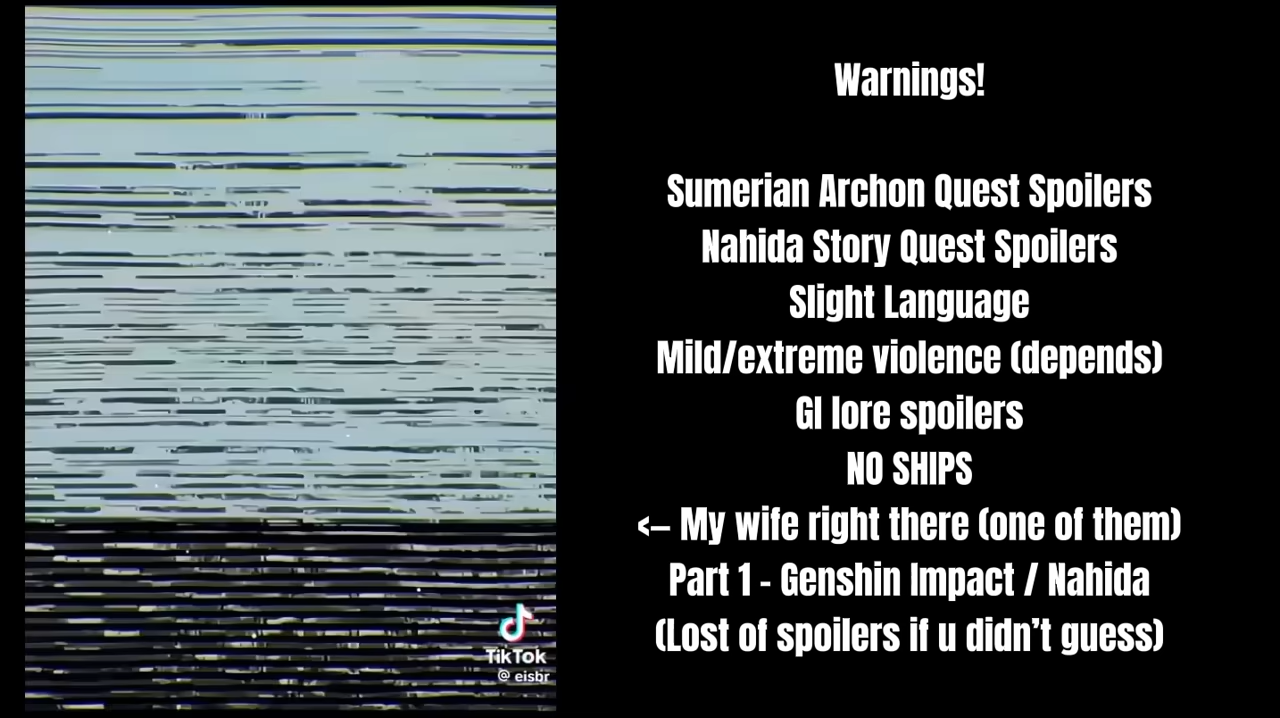 Warnings!
Sumerian Archon Quest Spoilers
Nahida Story Quest Spoilers
Slight Language
Mild/extreme violence (depends)
GI lore spoilers
NO SHIPS
<– My wife right there (one of them)
Part 1 - Genshin Impact / Nahida
(Lost of spoilers if u didn't guess)
TikTok
@ eisbr